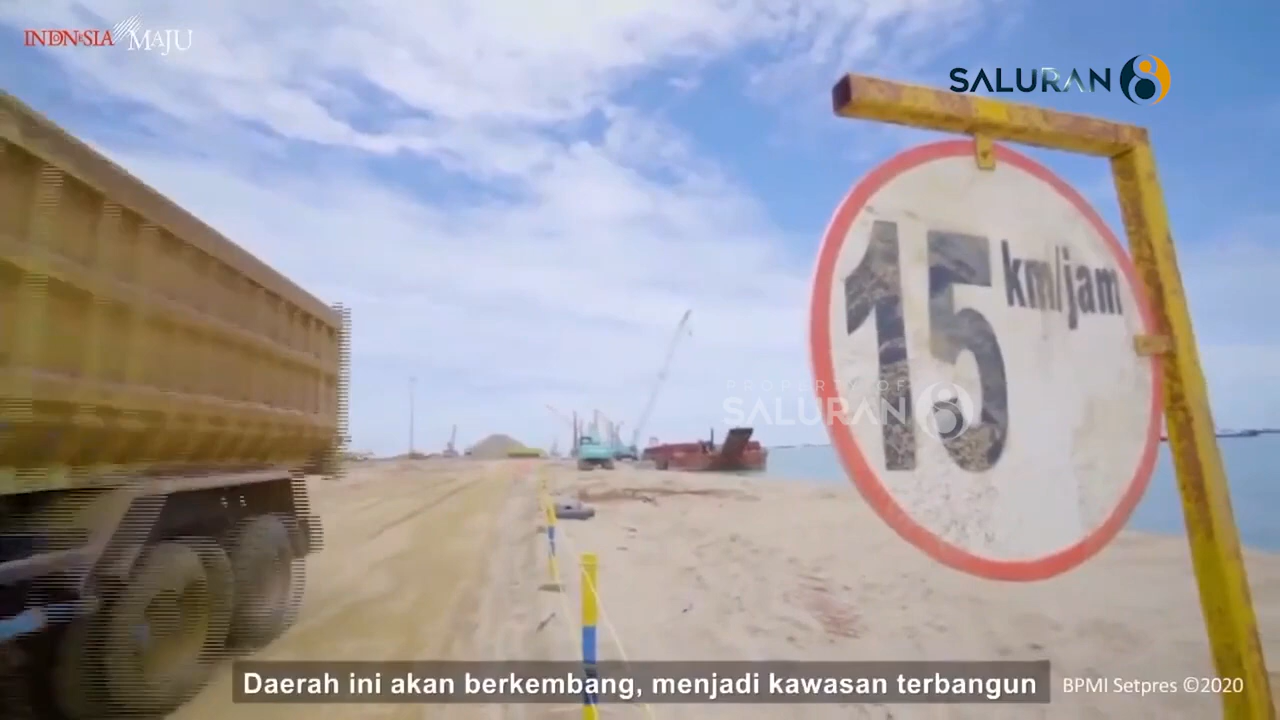 INDONESIA MAJU
SALURAN 8
15 km/jam
PROPERTY OF
SALURAN 8
Daerah ini akan berkembang, menjadi kawasan terbangun
BPMI Setpres ©2020